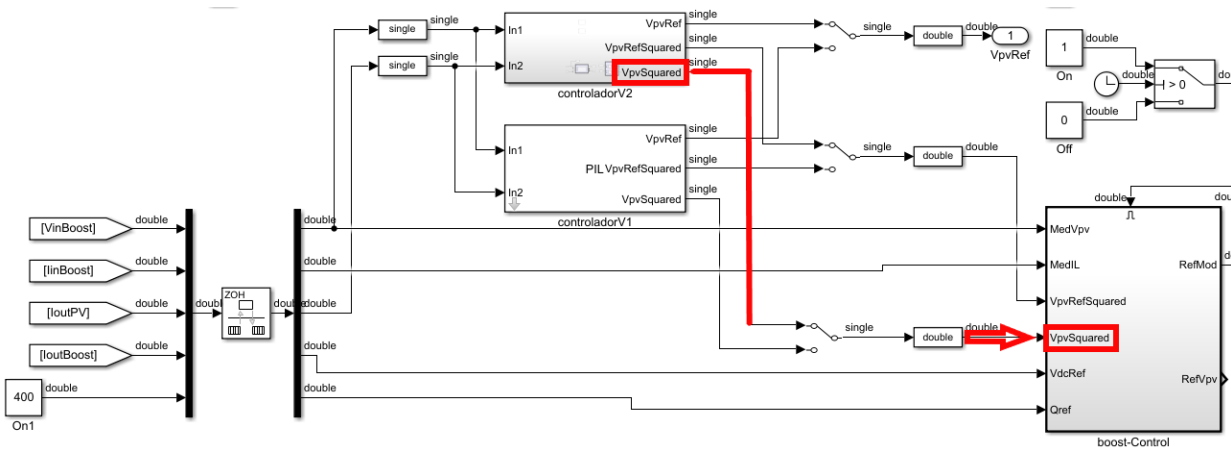 single
single
single
single
In1
In2
VpvRef
VpvRefSquared
VpvSquared
controladorV2
single
single
single
single
double
double
1
VpvRef
1
On
double
double
> 0
0
Off
double
In1
In2
PIL
VpvRef
VpvRefSquared
VpvSquared
controladorV1
single
single
single
single
double
double
[VinBoost]
double
[IinBoost]
double
[IoutPV]
double
[IoutBoost]
double
400
On1
double
double
ZOH
double
double
double
double
double
single
double
double
double
MedVpv
MedIL
VpvRefSquared
VpvSquared
VdcRef
Qref
RefMod
RefVpv
boost-Control